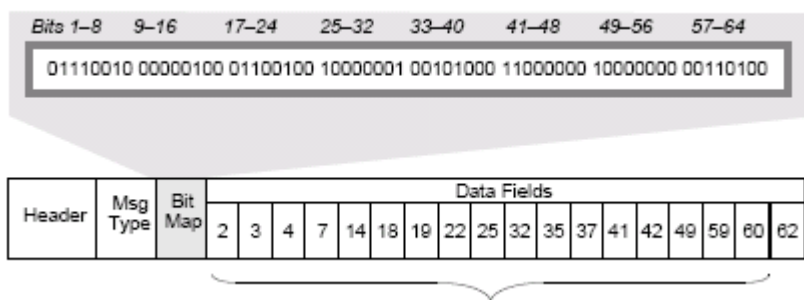 Bits 1–8 9–16 17–24 25–32 33–40 41–48 49–56 57–64
01110010 00000100 01100100 10000001 00101000 11000000 10000000 00110100
Header Msg Type Bit Map Data Fields
2 3 4 7 14 18 19 22 25 32 35 37 41 42 49 59 60 62